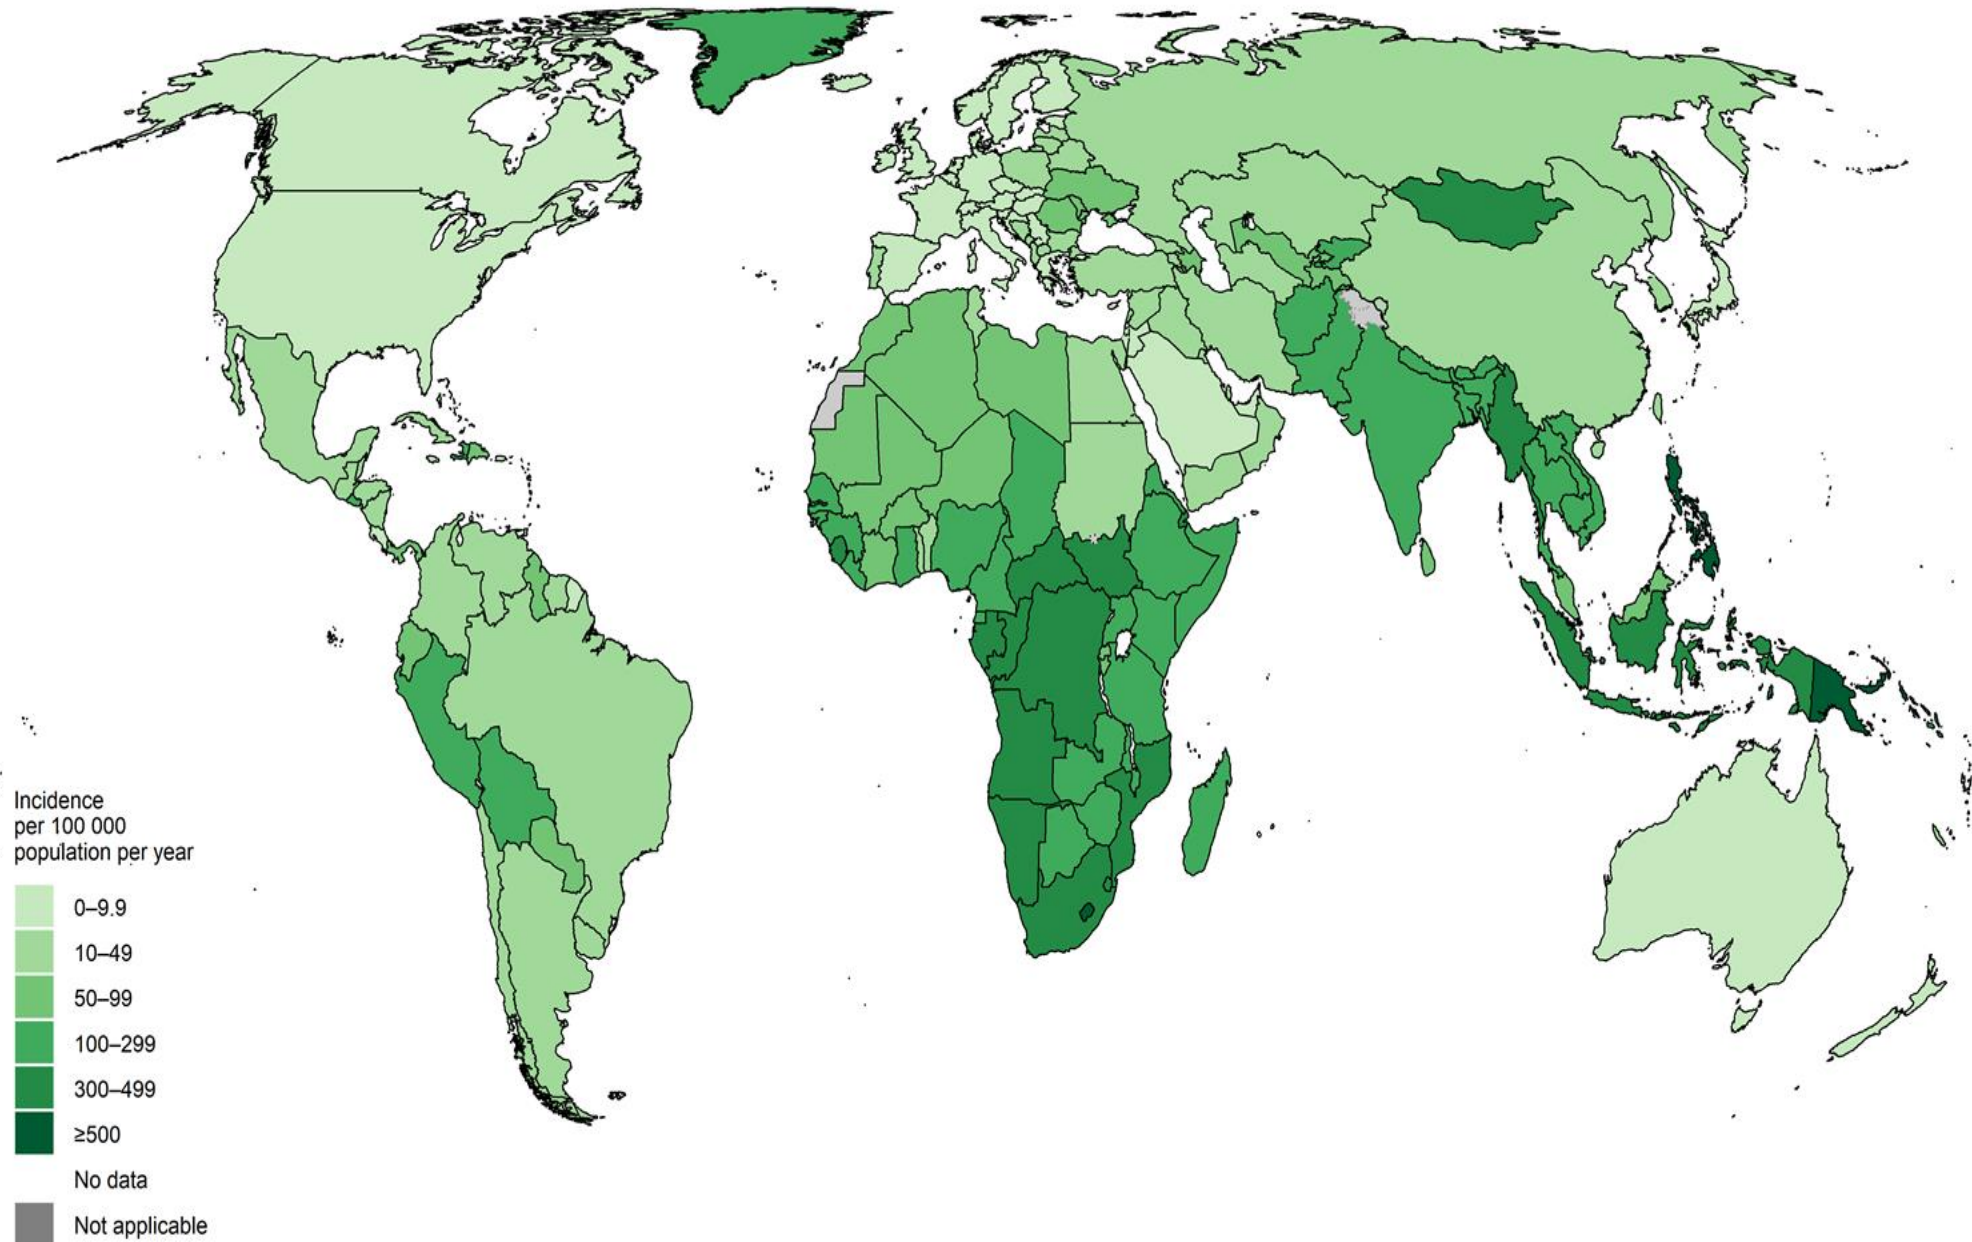 Incidence
per 100 000
population per year
0–9.9
10–49
50–99
100–299
300–499
≥500
No data
Not applicable